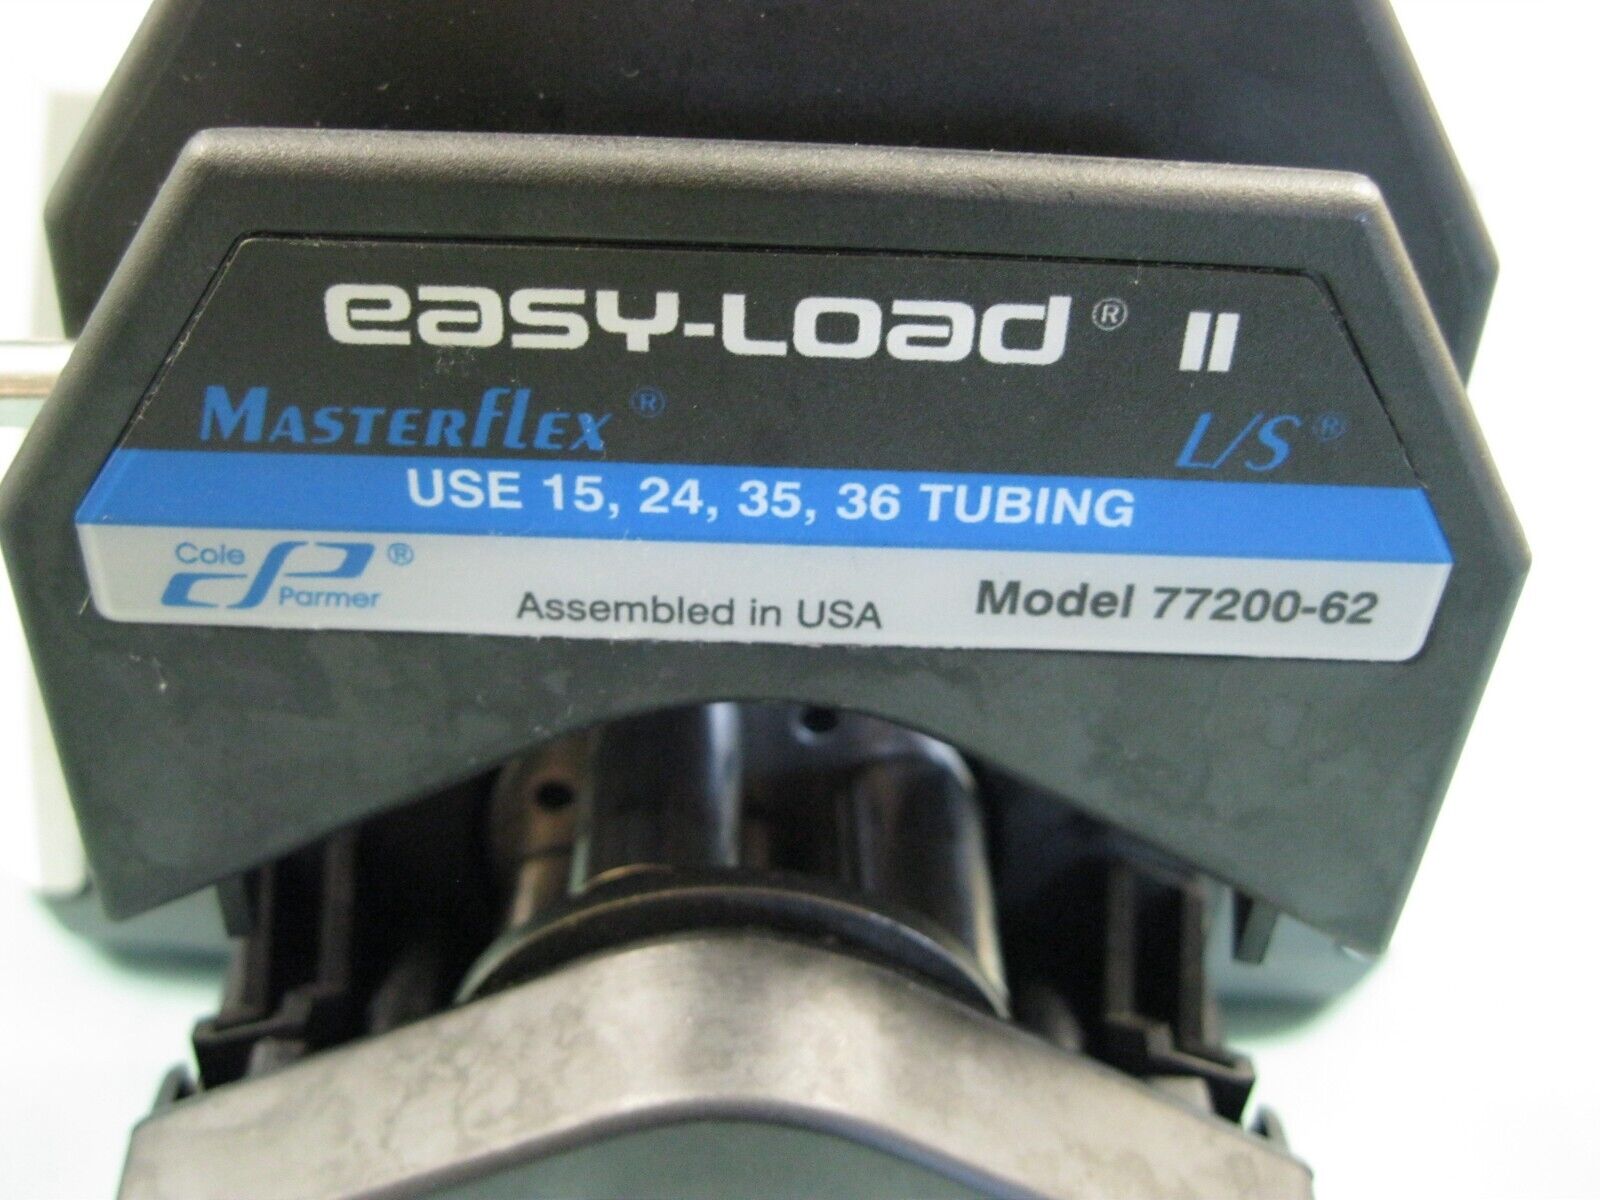 easy-Load® II
MASTERflex®
L/S®
USE 15, 24, 35, 36 TUBING
Cole Parmer®
Assembled in USA
Model 77200-62